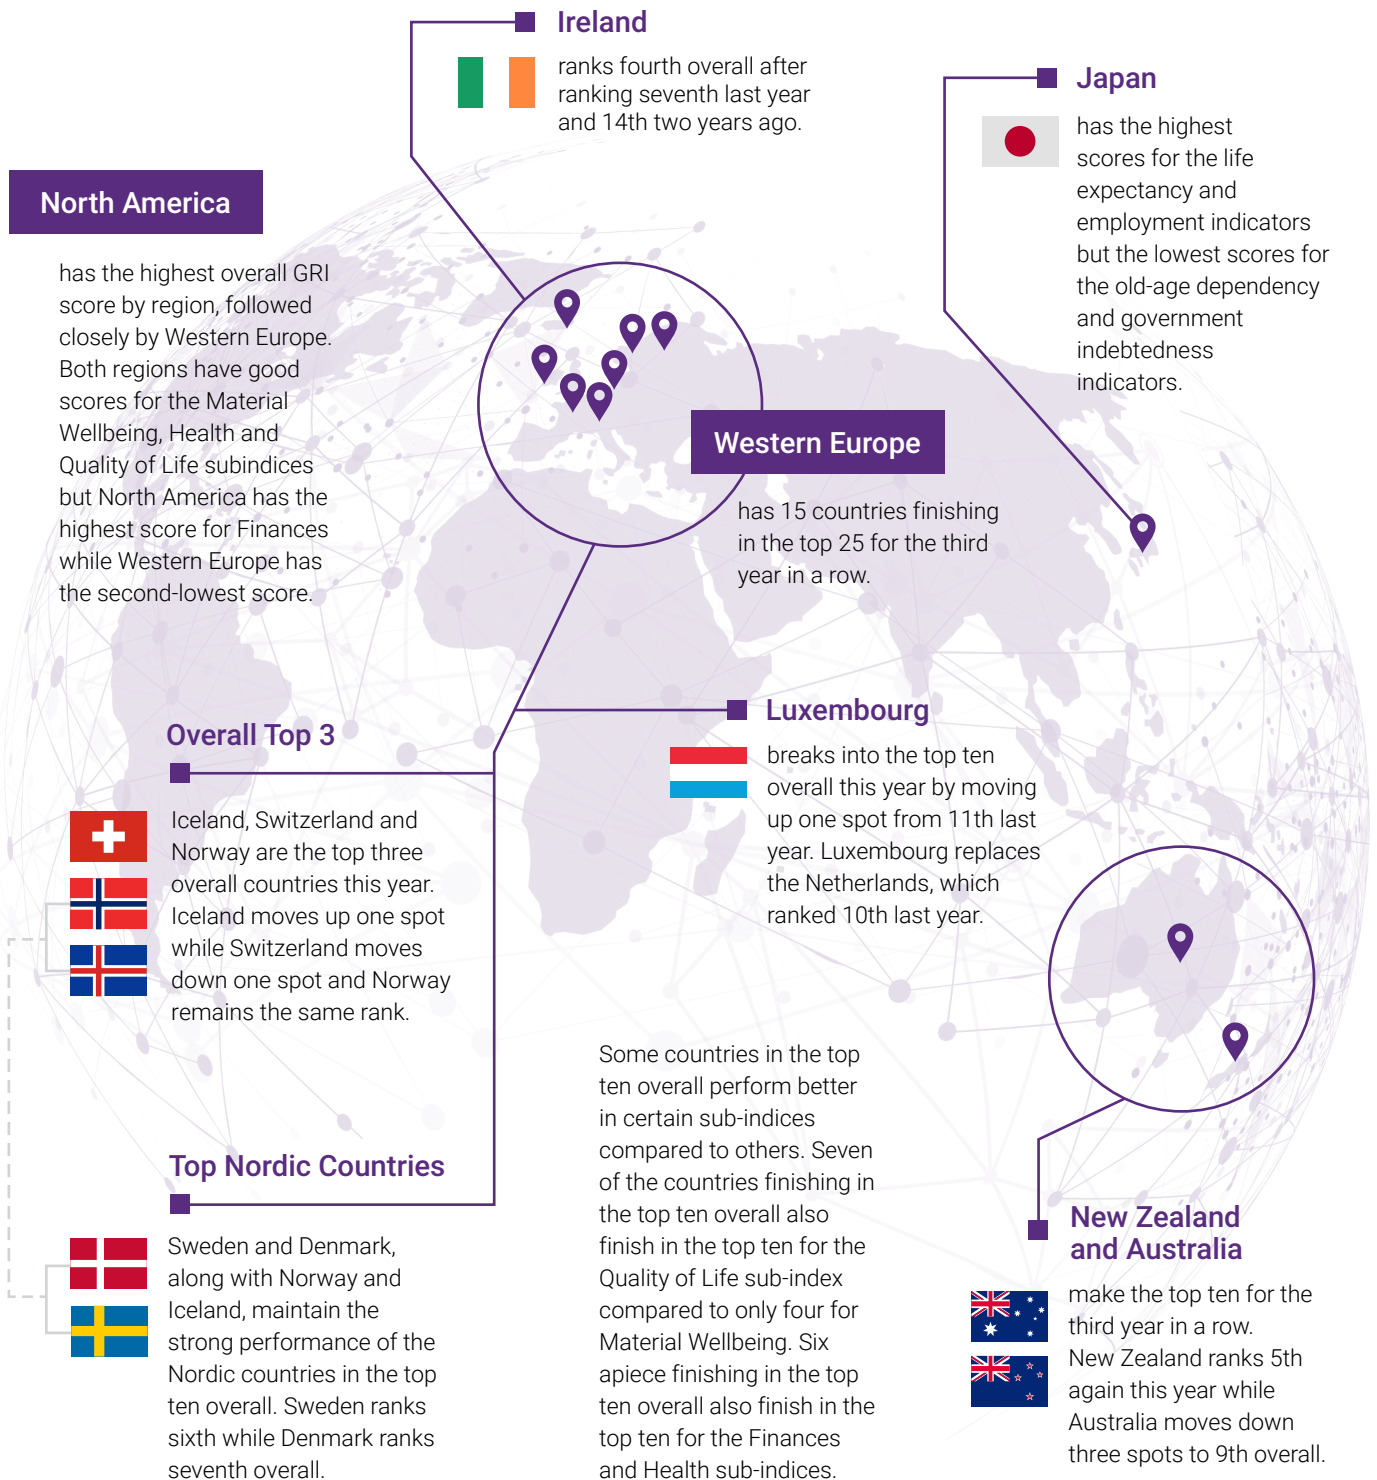 Ireland
ranks fourth overall after
ranking seventh last year
and 14th two years ago.
Japan
has the highest
scores for the life
expectancy and
employment indicators
but the lowest scores for
the old-age dependency
and government
indebtedness
indicators.
North America
has the highest overall GRI
score by region, followed
closely by Western Europe.
Both regions have good
scores for the Material
Wellbeing, Health and
Quality of Life subindices
but North America has the
highest score for Finances
while Western Europe has
the second-lowest score.
Western Europe
has 15 countries finishing
in the top 25 for the third
year in a row.
Overall Top 3
Iceland, Switzerland and
Norway are the top three
overall countries this year.
Iceland moves up one spot
while Switzerland moves
down one spot and Norway
remains the same rank.
Luxembourg
breaks into the top ten
overall this year by moving
up one spot from 11th last
year. Luxembourg replaces
the Netherlands, which
ranked 10th last year.
Top Nordic Countries
Sweden and Denmark,
along with Norway and
Iceland, maintain the
strong performance of the
Nordic countries in the top
ten overall. Sweden ranks
sixth while Denmark ranks
seventh overall.
Some countries in the top
ten overall perform better
in certain sub-indices
compared to others. Seven
of the countries finishing in
the top ten overall also
finish in the top ten for the
Quality of Life sub-index
compared to only four for
Material Wellbeing. Six
apiece finishing in the top
ten overall also finish in the
top ten for the Finances
and Health sub-indices.
New Zealand
and Australia
make the top ten for the
third year in a row.
New Zealand ranks 5th
again this year while
Australia moves down
three spots to 9th overall.